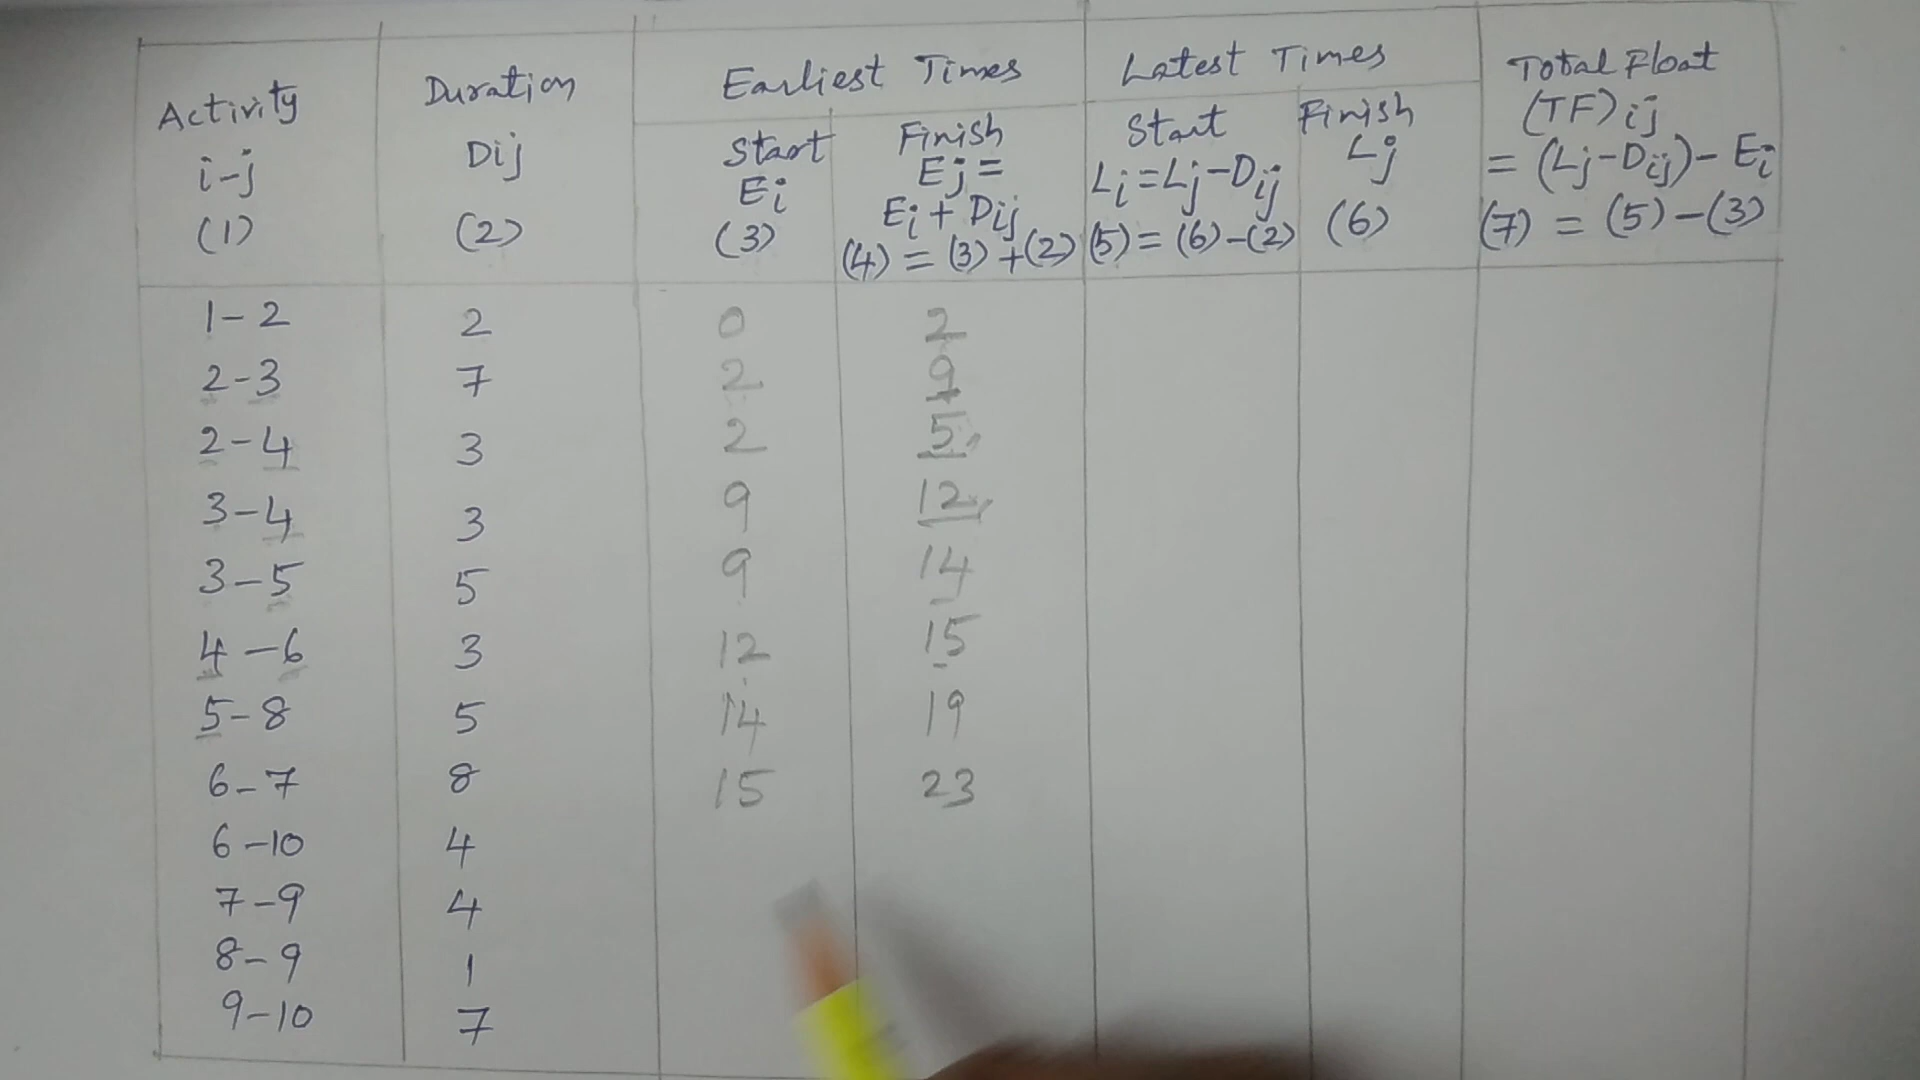 Activity Duration Earliest Times Latest Times Total Float
i-j Dij Start Finish Start Finish (TF)ij
Ei Ej = Li=Lj-Dij Lj = (Lj-Dij)- Ei
Ei + Dij
(1) (2) (3) (4) = (3) +(2) (5) = (6)-(2) (6) (7) = (5)-(3)
1-2 2 0 2
2-3 7 2 9
2-4 3 2 5
3-4 3 9 12
3-5 5 9 14
4-6 3 12 15
5-8 5 14 19
6-7 8 15 23
6-10 4
7-9 4
8-9 1
9-10 7